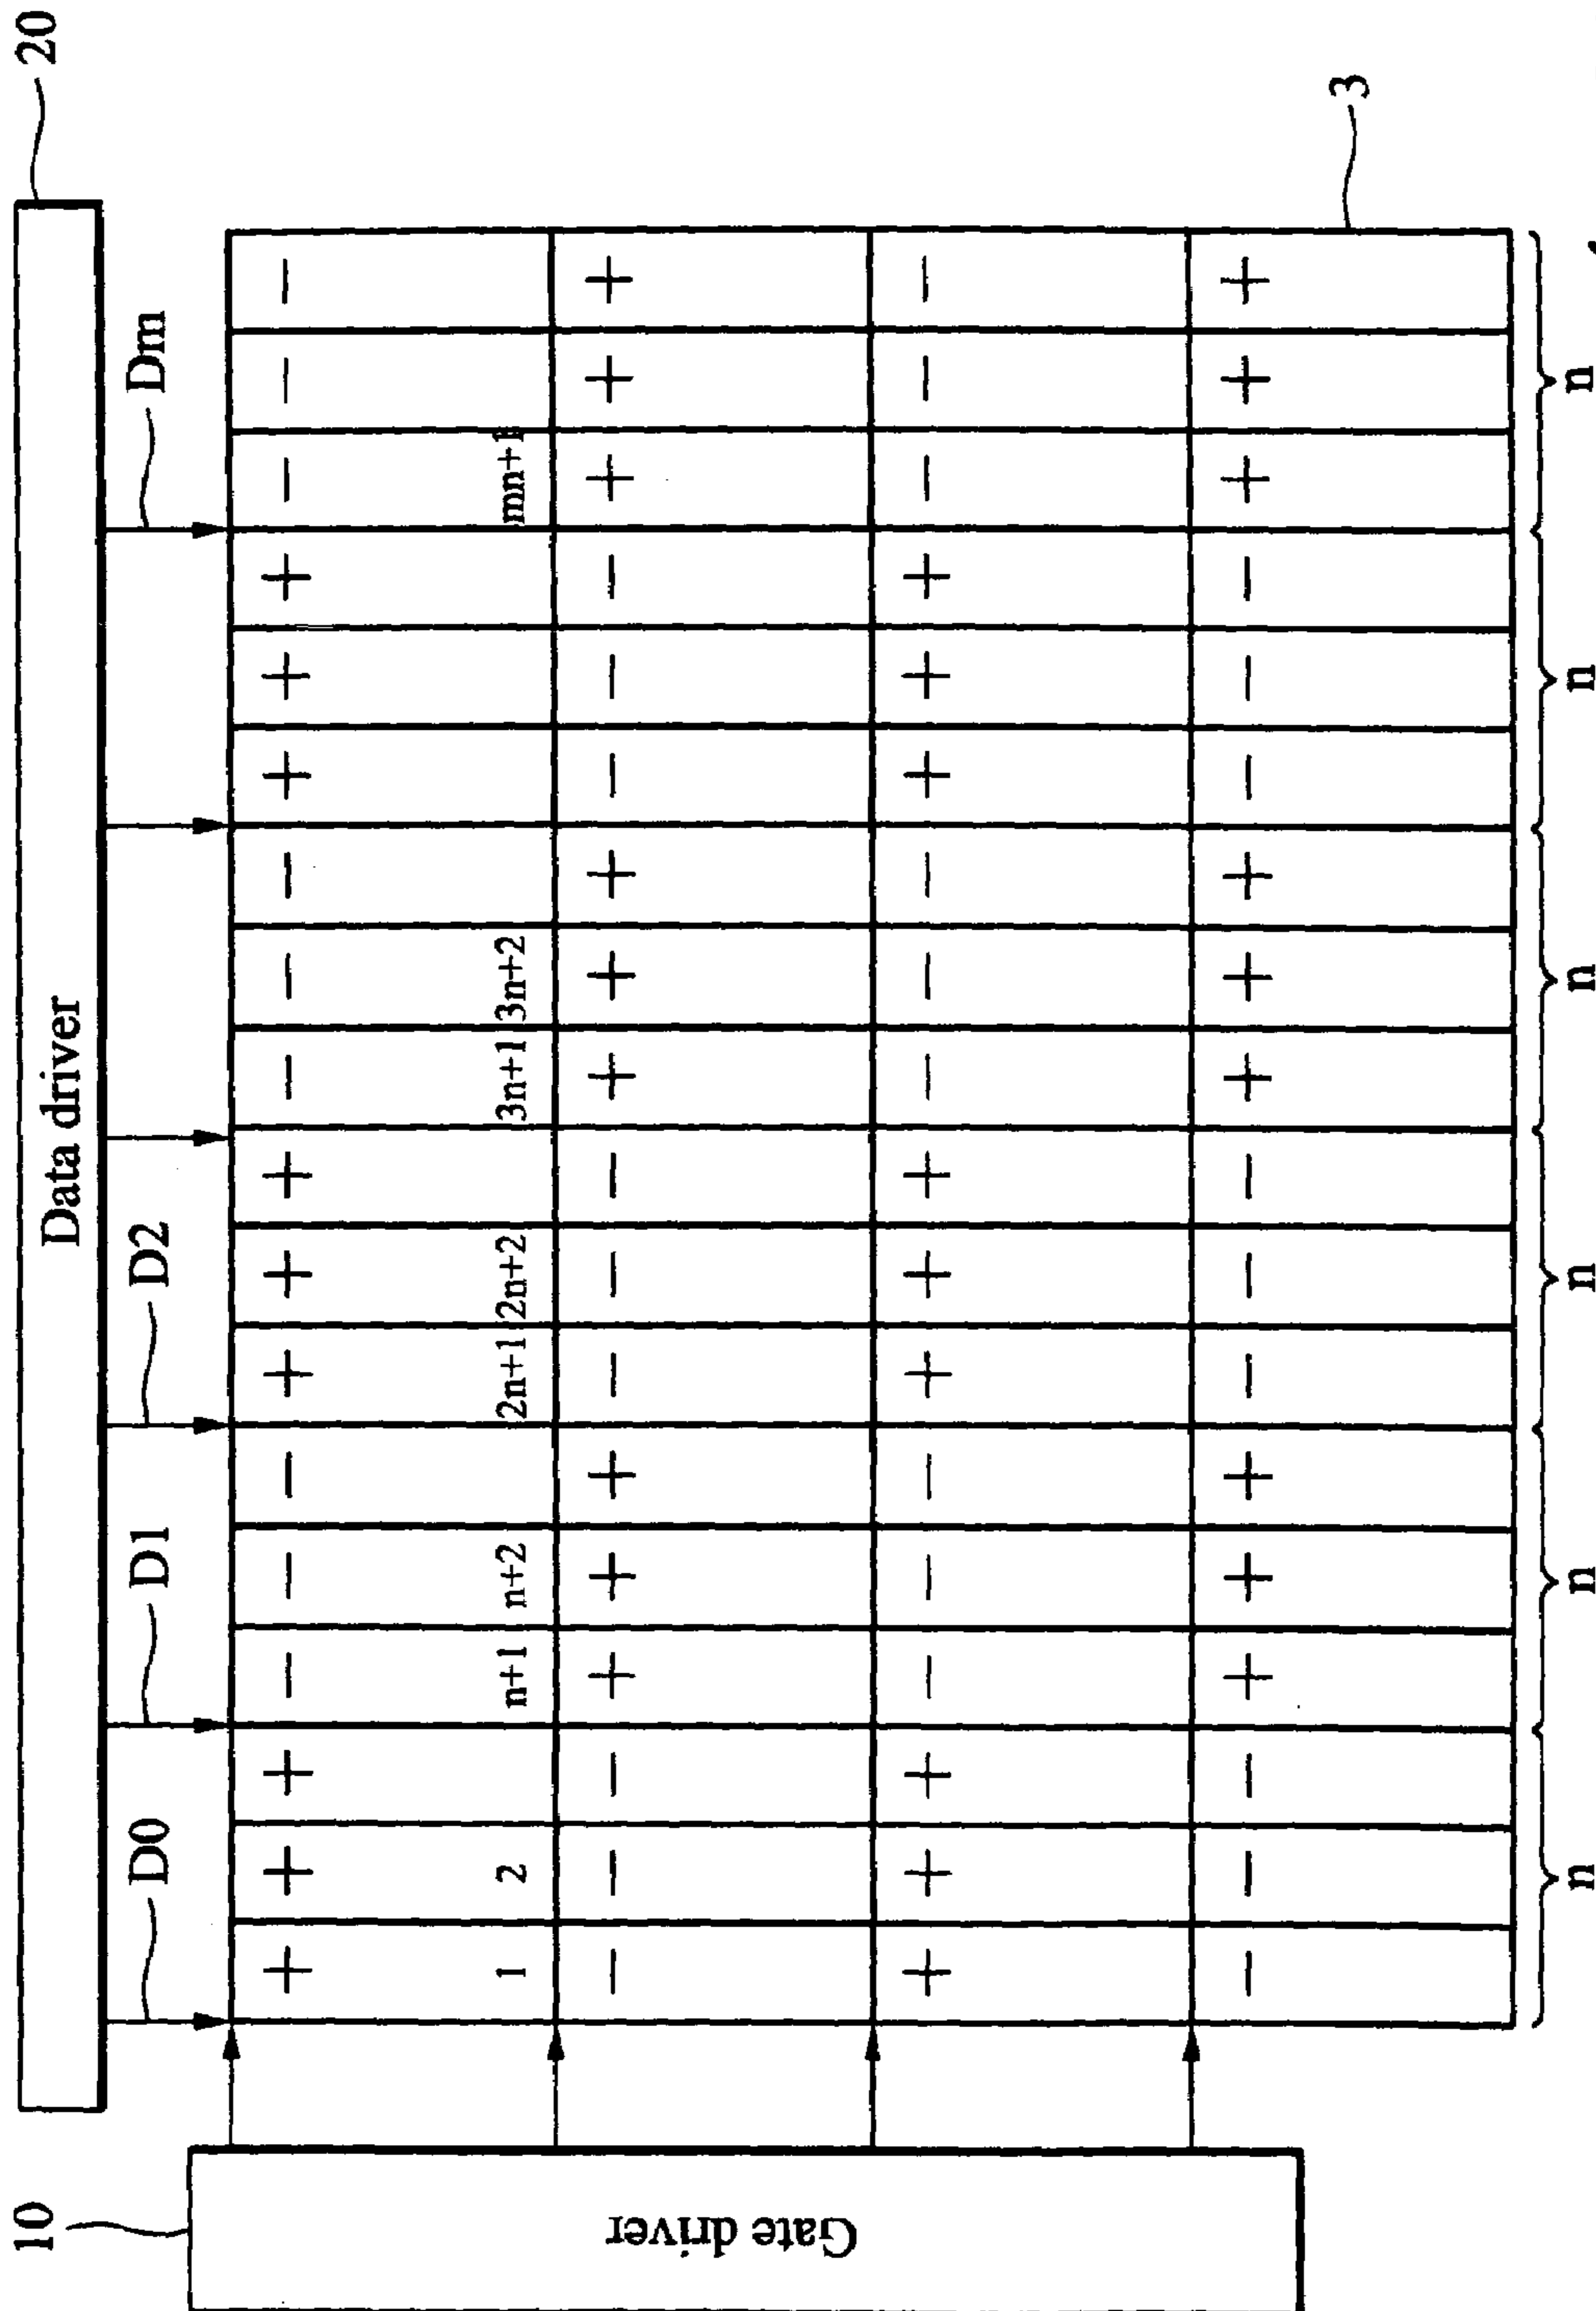 20
Data driver
D0 D1 D2 Dm
10
Gate driver
+ + + − − − + + + − − − + + + − − −
1 2 n+1 n+2 2n+1 2n+2 3n+1 3n+2 mn+1
− − − + + + − − − + + + − − − + + +
+ + + − − − + + + − − − + + + − − −
− − − + + + − − − + + + − − − + + +
3
n n n n n n